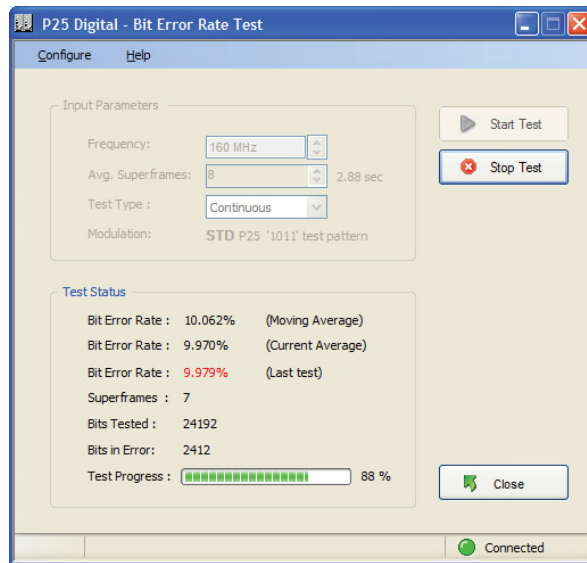 P25 Digital - Bit Error Rate Test
Configure Help
Input Parameters
Frequency: 160 MHz
Avg. Superframes: 8 2.88 sec
Test Type : Continuous
Modulation: STD P25 '1011' test pattern
Start Test
Stop Test
Test Status
Bit Error Rate : 10.062% (Moving Average)
Bit Error Rate : 9.970% (Current Average)
Bit Error Rate : 9.979% (Last test)
Superframes : 7
Bits Tested : 24192
Bits in Error: 2412
Test Progress : 88 %
Close
Connected